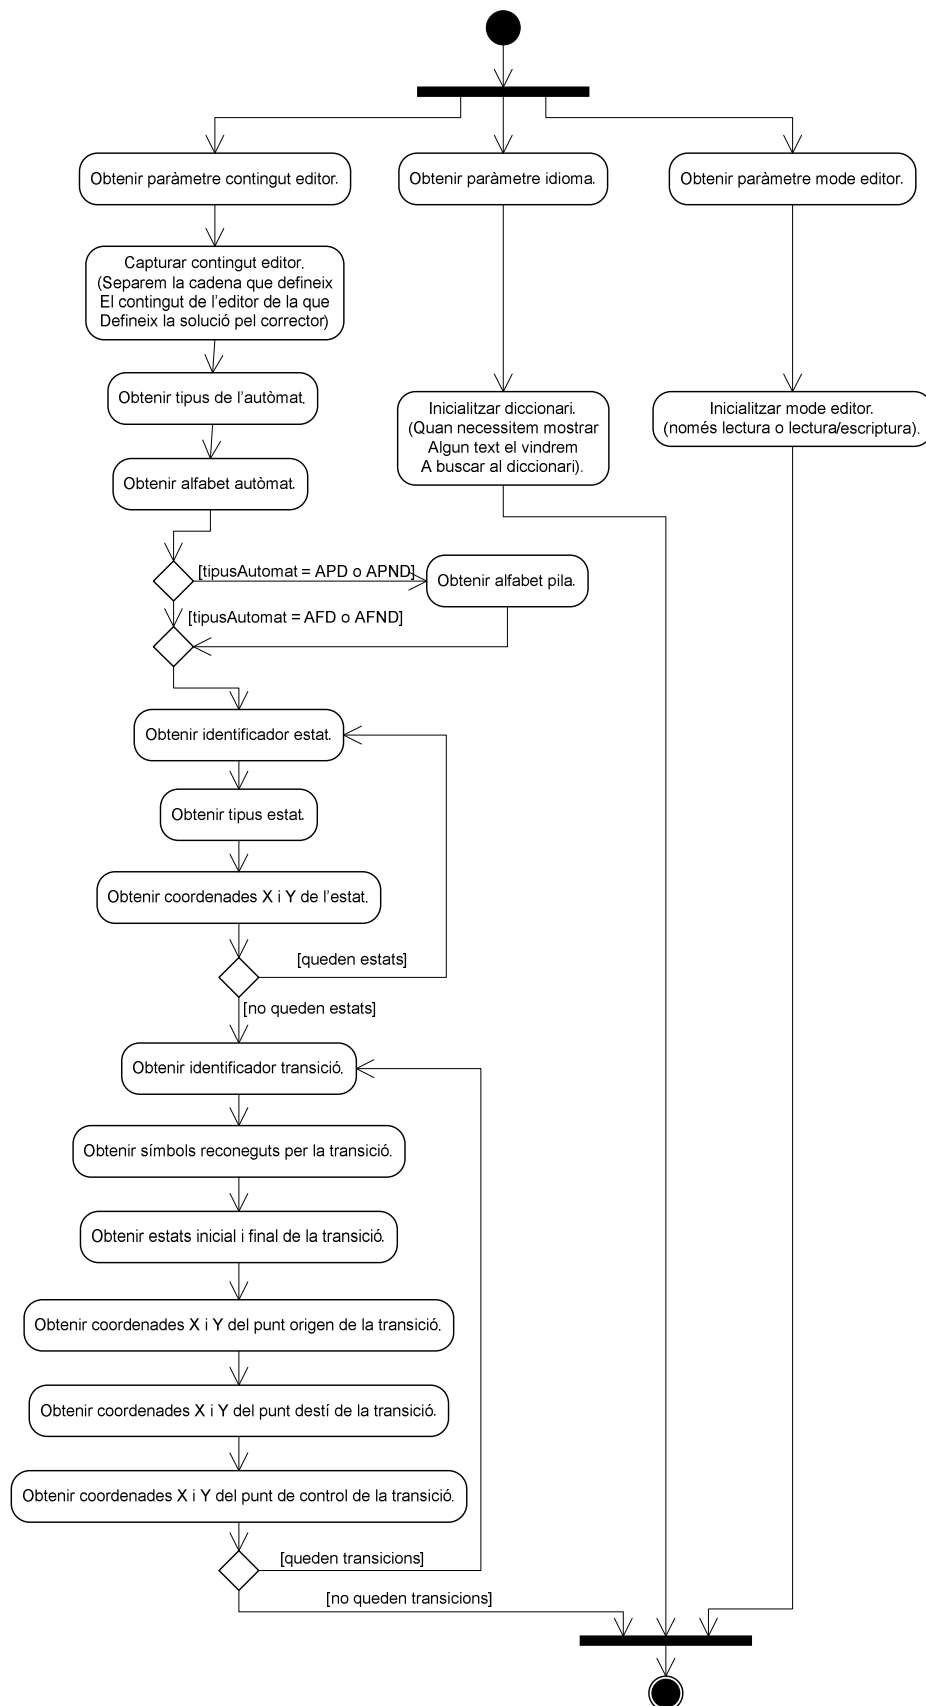 Obtenir paràmetre contingut editor.
Obtenir paràmetre idioma.
Obtenir paràmetre mode editor.
Capturar contingut editor.
(Separem la cadena que defineix
El contingut de l'editor de la que
Defineix la solució pel corrector)
Obtenir tipus de l'autòmat.
Inicialitzar diccionari.
(Quan necessitem mostrar
Algun text el vindrem
A buscar al diccionari).
Inicialitzar mode editor.
(només lectura o lectura/escriptura).
Obtenir alfabet autòmat.
[tipusAutomat = APD o APND]
Obtenir alfabet pila.
[tipusAutomat = AFD o AFND]
Obtenir identificador estat.
Obtenir tipus estat.
Obtenir coordenades X i Y de l'estat.
[queden estats]
[no queden estats]
Obtenir identificador transició.
Obtenir símbols reconeguts per la transició.
Obtenir estats inicial i final de la transició.
Obtenir coordenades X i Y del punt origen de la transició.
Obtenir coordenades X i Y del punt destí de la transició.
Obtenir coordenades X i Y del punt de control de la transició.
[queden transicions]
[no queden transicions]